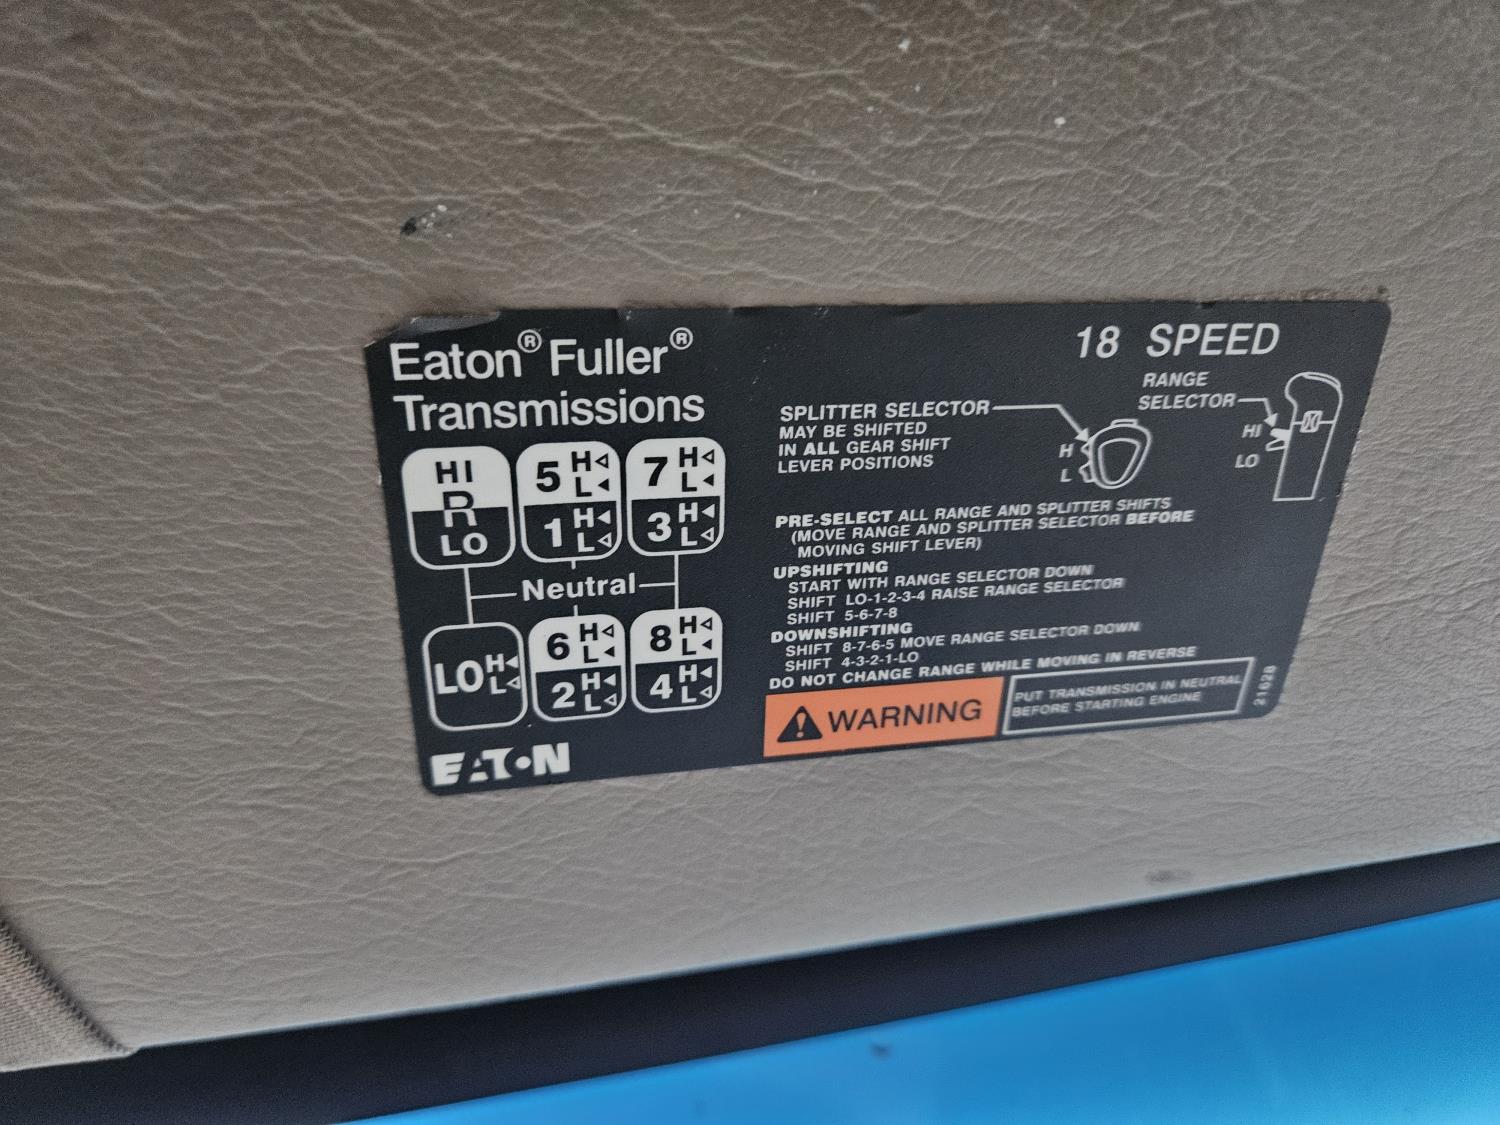 Eaton® Fuller®
Transmissions
18 SPEED
HI
R
LO
5 H
L
1 H
L
7 H
L
3 H
L
Neutral
LO H
L
6 H
L
2 H
L
8 H
L
4 H
L
EATON
SPLITTER SELECTOR
MAY BE SHIFTED
IN ALL GEAR SHIFT
LEVER POSITIONS
H
L
RANGE
SELECTOR
HI
LO
PRE-SELECT ALL RANGE AND SPLITTER SHIFTS
(MOVE RANGE AND SPLITTER SELECTOR BEFORE
MOVING SHIFT LEVER)
UPSHIFTING
START WITH RANGE SELECTOR DOWN
SHIFT LO-1-2-3-4 RAISE RANGE SELECTOR
SHIFT 5-6-7-8
DOWNSHIFTING
SHIFT 8-7-6-5 MOVE RANGE SELECTOR DOWN
SHIFT 4-3-2-1-LO
DO NOT CHANGE RANGE WHILE MOVING IN REVERSE
WARNING
PUT TRANSMISSION IN NEUTRAL
BEFORE STARTING ENGINE
21628